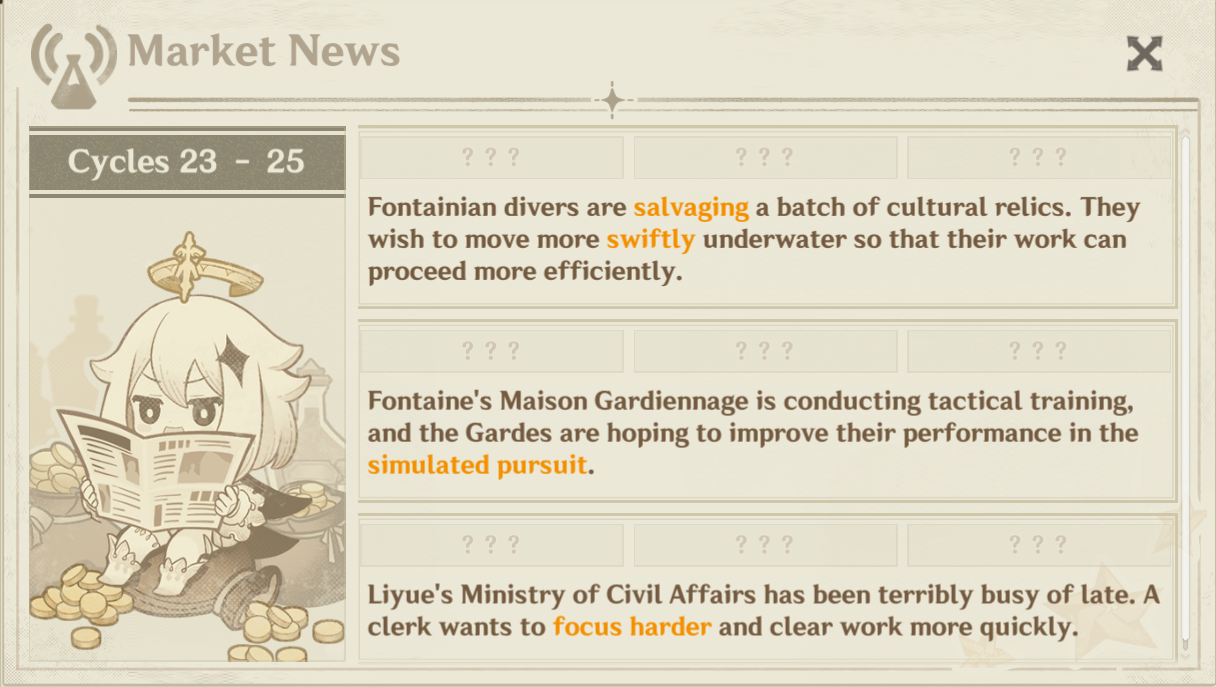 Market News
Cycles 23 - 25
? ? ? ? ? ? ? ? ?
Fontainian divers are salvaging a batch of cultural relics. They
wish to move more swiftly underwater so that their work can
proceed more efficiently.
? ? ? ? ? ? ? ? ?
Fontaine's Maison Gardiennage is conducting tactical training,
and the Gardes are hoping to improve their performance in the
simulated pursuit.
? ? ? ? ? ? ? ? ?
Liyue's Ministry of Civil Affairs has been terribly busy of late. A
clerk wants to focus harder and clear work more quickly.